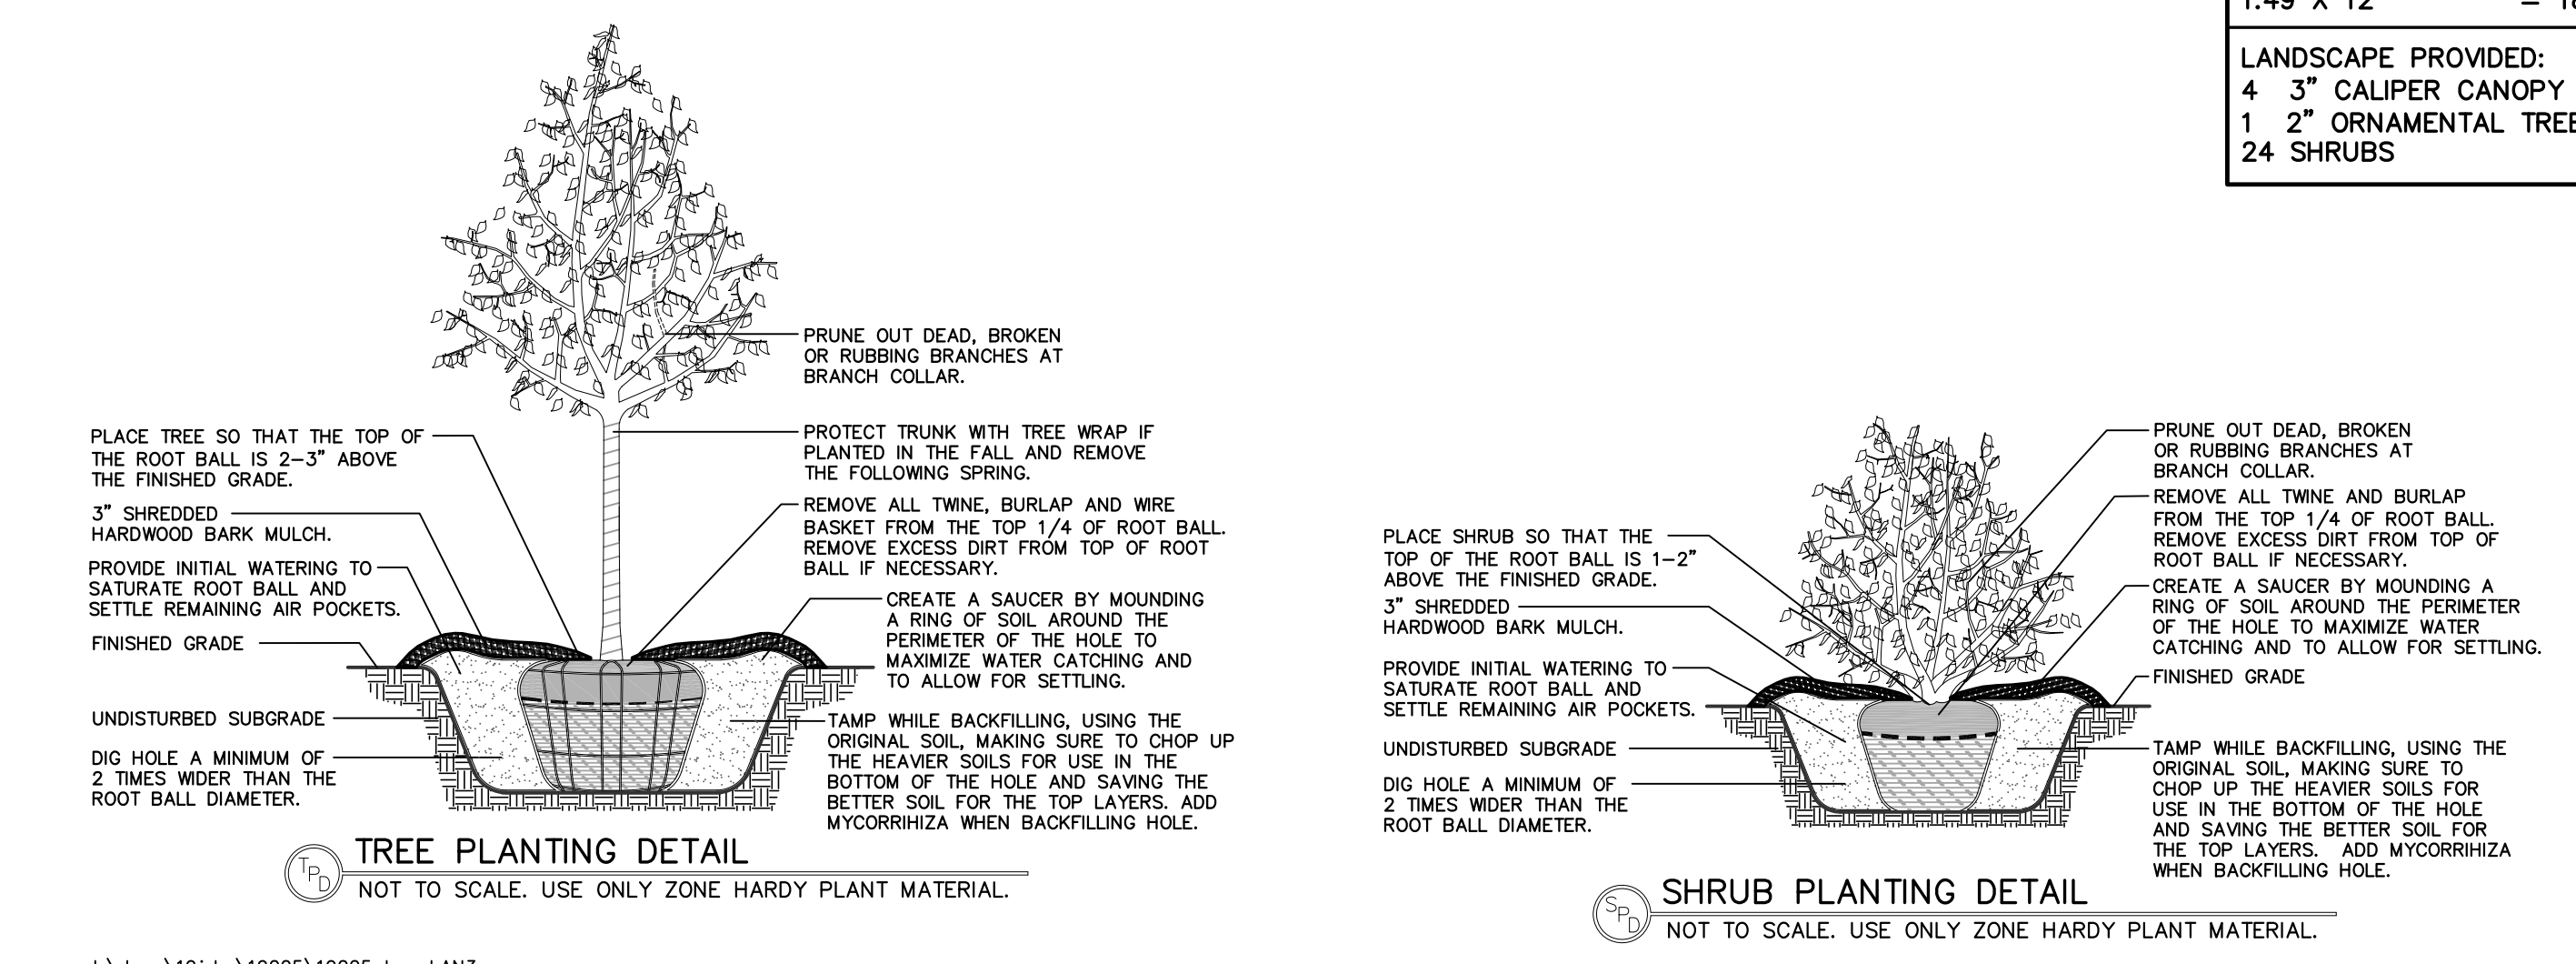 1.49 X 12 =
LANDSCAPE PROVIDED:
4 3” CALIPER CANOPY
1 2” ORNAMENTAL TREE
24 SHRUBS
PRUNE OUT DEAD, BROKEN
OR RUBBING BRANCHES AT
BRANCH COLLAR.
PLACE TREE SO THAT THE TOP OF
THE ROOT BALL IS 2–3” ABOVE
THE FINISHED GRADE.
3” SHREDDED
HARDWOOD BARK MULCH.
PROVIDE INITIAL WATERING TO
SATURATE ROOT BALL AND
SETTLE REMAINING AIR POCKETS.
FINISHED GRADE
UNDISTURBED SUBGRADE
DIG HOLE A MINIMUM OF
2 TIMES WIDER THAN THE
ROOT BALL DIAMETER.
PROTECT TRUNK WITH TREE WRAP IF
PLANTED IN THE FALL AND REMOVE
THE FOLLOWING SPRING.
REMOVE ALL TWINE, BURLAP AND WIRE
BASKET FROM THE TOP 1/4 OF ROOT BALL.
REMOVE EXCESS DIRT FROM TOP OF ROOT
BALL IF NECESSARY.
CREATE A SAUCER BY MOUNDING
A RING OF SOIL AROUND THE
PERIMETER OF THE HOLE TO
MAXIMIZE WATER CATCHING AND
TO ALLOW FOR SETTLING.
TAMP WHILE BACKFILLING, USING THE
ORIGINAL SOIL, MAKING SURE TO CHOP UP
THE HEAVIER SOILS FOR USE IN THE
BOTTOM OF THE HOLE AND SAVING THE
BETTER SOIL FOR THE TOP LAYERS. ADD
MYCORRIHIZA WHEN BACKFILLING HOLE.
TPD
TREE PLANTING DETAIL
NOT TO SCALE. USE ONLY ZONE HARDY PLANT MATERIAL.
PLACE SHRUB SO THAT THE
TOP OF THE ROOT BALL IS 1–2”
ABOVE THE FINISHED GRADE.
3” SHREDDED
HARDWOOD BARK MULCH.
PROVIDE INITIAL WATERING TO
SATURATE ROOT BALL AND
SETTLE REMAINING AIR POCKETS.
UNDISTURBED SUBGRADE
DIG HOLE A MINIMUM OF
2 TIMES WIDER THAN THE
ROOT BALL DIAMETER.
PRUNE OUT DEAD, BROKEN
OR RUBBING BRANCHES AT
BRANCH COLLAR.
REMOVE ALL TWINE AND BURLAP
FROM THE TOP 1/4 OF ROOT BALL.
REMOVE EXCESS DIRT FROM TOP OF
ROOT BALL IF NECESSARY.
CREATE A SAUCER BY MOUNDING A
RING OF SOIL AROUND THE PERIMETER
OF THE HOLE TO MAXIMIZE WATER
CATCHING AND TO ALLOW FOR SETTLING.
FINISHED GRADE
TAMP WHILE BACKFILLING, USING THE
ORIGINAL SOIL, MAKING SURE TO
CHOP UP THE HEAVIER SOILS FOR
USE IN THE BOTTOM OF THE HOLE
AND SAVING THE BETTER SOIL FOR
THE TOP LAYERS. ADD MYCORRIHIZA
WHEN BACKFILLING HOLE.
SPD
SHRUB PLANTING DETAIL
NOT TO SCALE. USE ONLY ZONE HARDY PLANT MATERIAL.